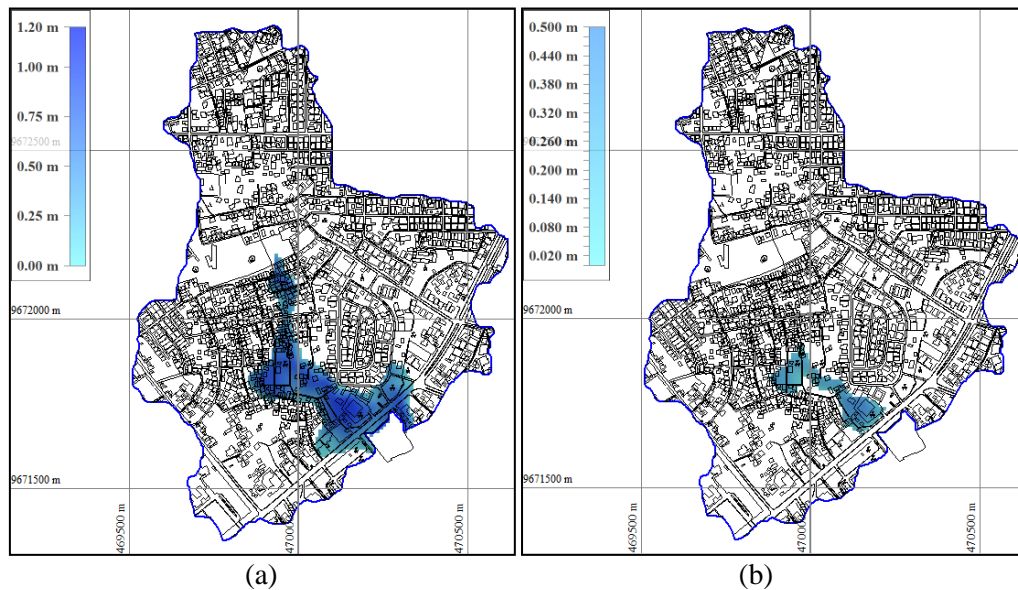 1.20 m
1.00 m
0.75 m
0.50 m
0.25 m
0.00 m
9672500 m
9672000 m
9671500 m
469500 m
470000 m
470500 m
(a)
0.500 m
0.440 m
0.380 m
0.320 m
0.260 m
0.200 m
0.140 m
0.080 m
0.020 m
9672500 m
9672000 m
9671500 m
469500 m
470000 m
470500 m
(b)